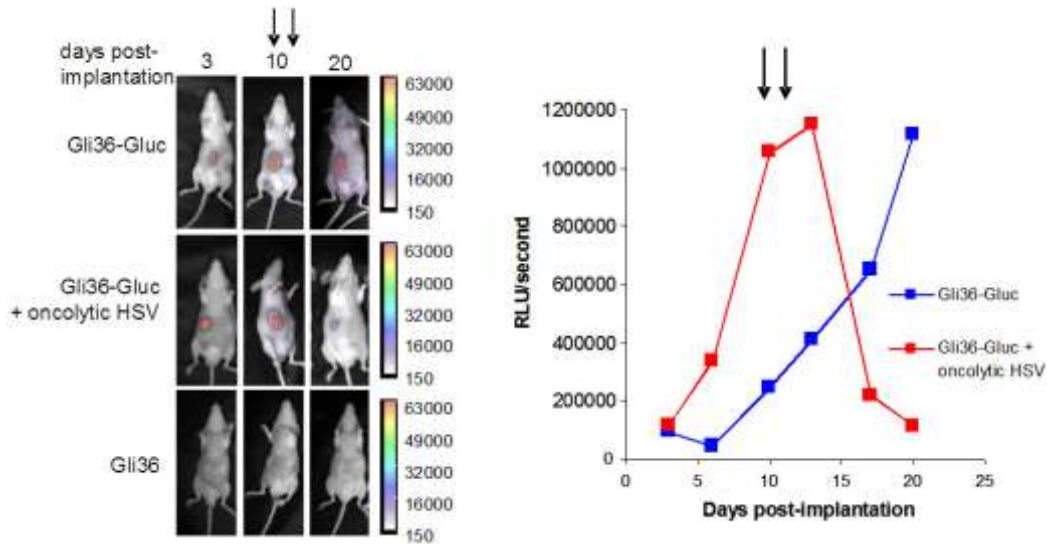 days post-
implantation
3 10 20
Gli36-Gluc
63000
49000
32000
16000
150
Gli36-Gluc
+ oncolytic HSV
63000
49000
32000
16000
150
Gli36
63000
49000
32000
16000
150
RLU/second
1200000
1000000
800000
600000
400000
200000
0
0 5 10 15 20 25
Days post-implantation
Gli36-Gluc
Gli36-Gluc +
oncolytic HSV